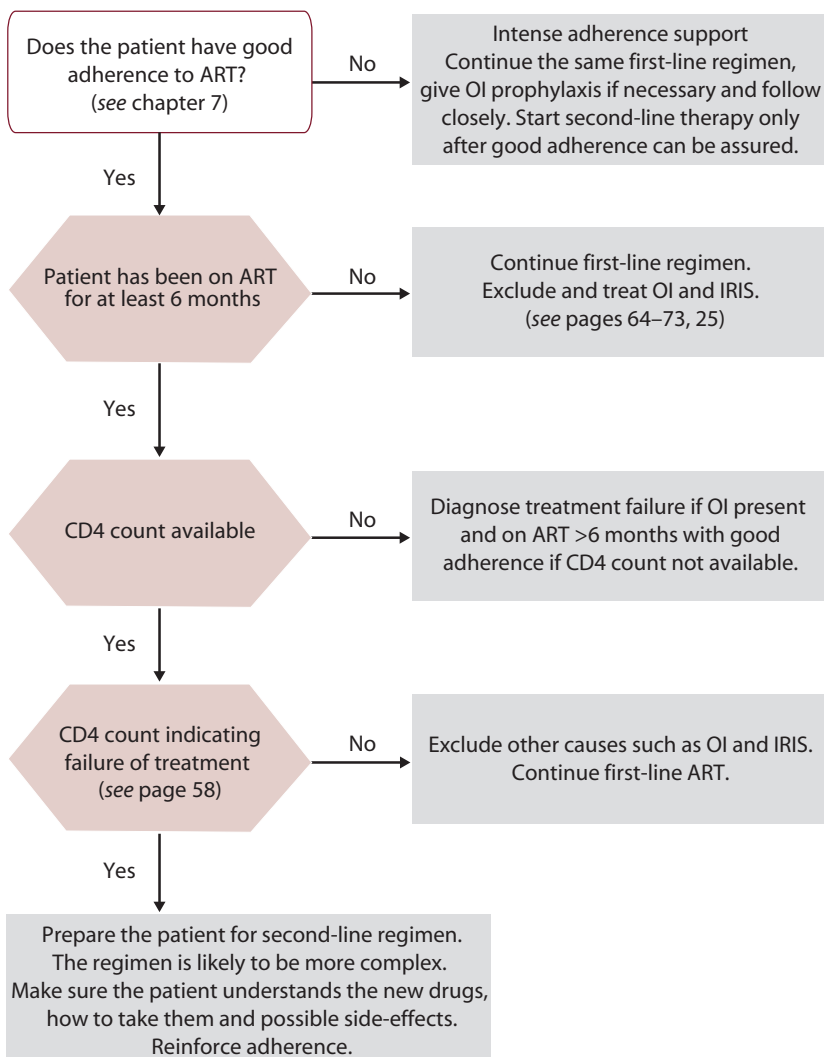 Does the patient have good
adherence to ART?
(see chapter 7)
No
Intense adherence support
Continue the same first-line regimen,
give OI prophylaxis if necessary and follow
closely. Start second-line therapy only
after good adherence can be assured.
Yes
Patient has been on ART
for at least 6 months
No
Continue first-line regimen.
Exclude and treat OI and IRIS.
(see pages 64–73, 25)
Yes
CD4 count available
No
Diagnose treatment failure if OI present
and on ART >6 months with good
adherence if CD4 count not available.
Yes
CD4 count indicating
failure of treatment
(see page 58)
No
Exclude other causes such as OI and IRIS.
Continue first-line ART.
Yes
Prepare the patient for second-line regimen.
The regimen is likely to be more complex.
Make sure the patient understands the new drugs,
how to take them and possible side-effects.
Reinforce adherence.